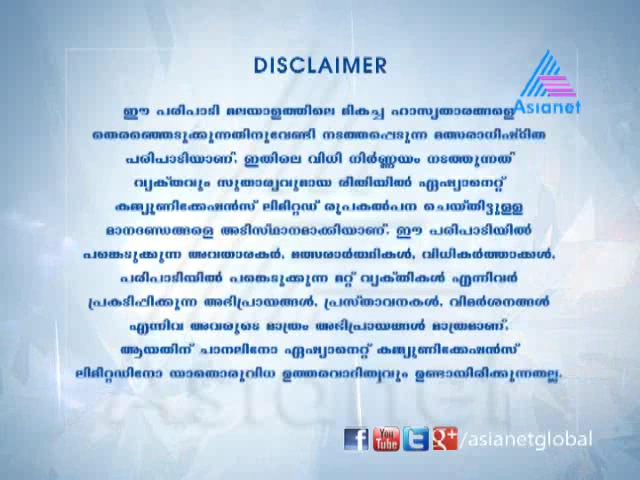 DISCLAIMER
Asianet
ഈ പരിപാടി മലയാളത്തിലെ മികച്ച ഹാസ്യതാരങ്ങളെ
തെരഞ്ഞെടുക്കുന്നതിനുവേണ്ടി നടത്തപ്പെടുന്ന മത്സരാധിഷ്ഠിത
പരിപാടിയാണ്. ഇതിലെ വിധി നിർണ്ണയം നടത്തുന്നത്
വ്യക്തവും സുതാര്യവുമായ രീതിയിൽ ഏഷ്യാനെറ്റ്
കമ്മ്യൂണിക്കേഷൻസ് ലിമിറ്റഡ് രൂപകൽപന ചെയ്തിട്ടുളള
മാനദണ്ഡങ്ങളെ അടിസ്ഥാനമാക്കിയാണ്. ഈ പരിപാടിയിൽ
പങ്കെടുക്കുന്ന അവതാരകർ, മത്സരാർത്ഥികൾ, വിധികർത്താക്കൾ,
പരിപാടിയിൽ പങ്കെടുക്കുന്ന മറ്റ് വ്യക്തികൾ എന്നിവർ
പ്രകടിപ്പിക്കുന്ന അഭിപ്രായങ്ങൾ, പ്രസ്താവനകൾ, വിമർശനങ്ങൾ
എന്നിവ അവരുടെ മാത്രം അഭിപ്രായങ്ങൾ മാത്രമാണ്.
ആയതിന് ചാനലിനോ ഏഷ്യാനെറ്റ് കമ്മ്യൂണിക്കേഷൻസ്
ലിമിറ്റഡിനോ യാതൊരുവിധ ഉത്തരവാദിത്വവും ഉണ്ടായിരിക്കുന്നതല്ല.
f You Tube t g+ /asianetglobal